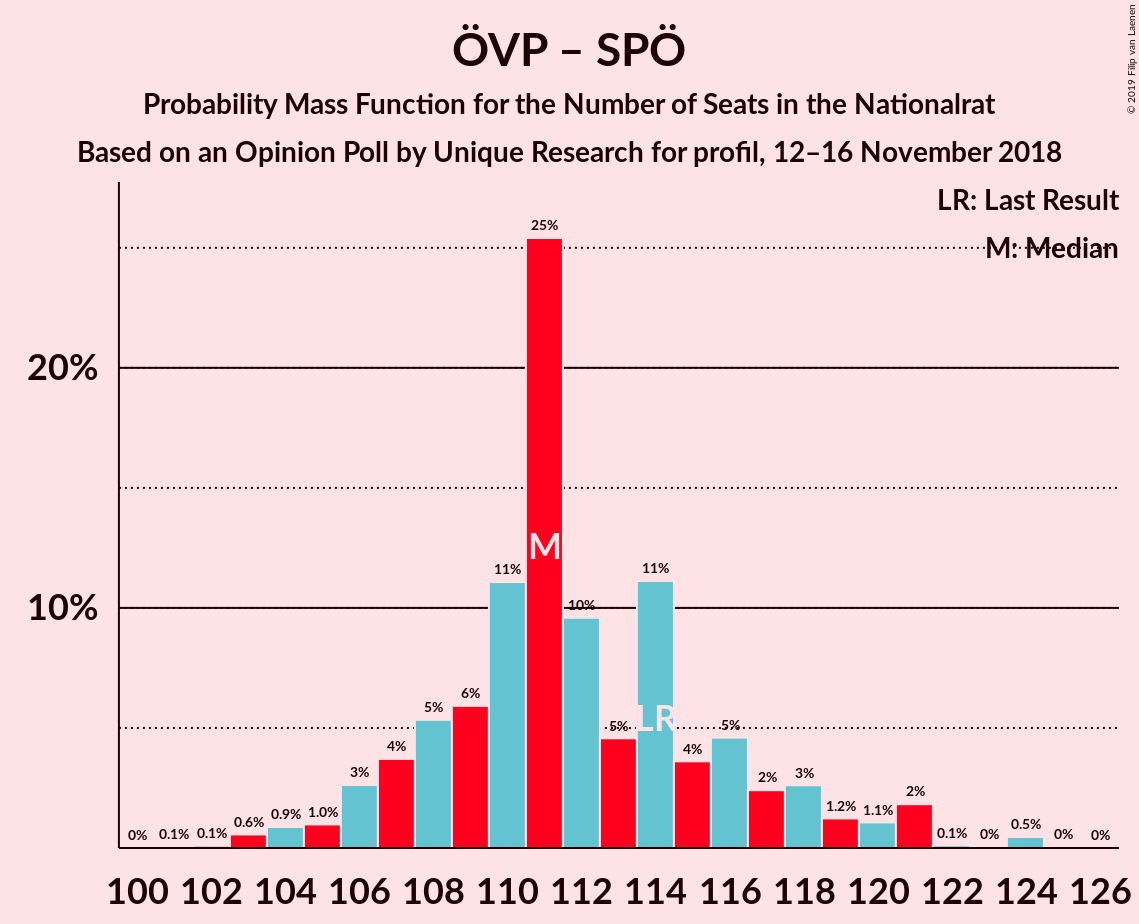 ÖVP – SPÖ
Probability Mass Function for the Number of Seats in the Nationalrat
Based on an Opinion Poll by Unique Research for profil, 12–16 November 2018
© 2019 Filip van Laenen
LR: Last Result
M: Median
20%
10%
0% 0.1% 0.1% 0.6% 0.9% 1.0% 3% 4% 5% 6% 11% 25% 10% 5% 11% 4% 5% 2% 3% 1.2% 1.1% 2% 0.1% 0% 0.5% 0% 0%
M
LR
100 102 104 106 108 110 112 114 116 118 120 122 124 126